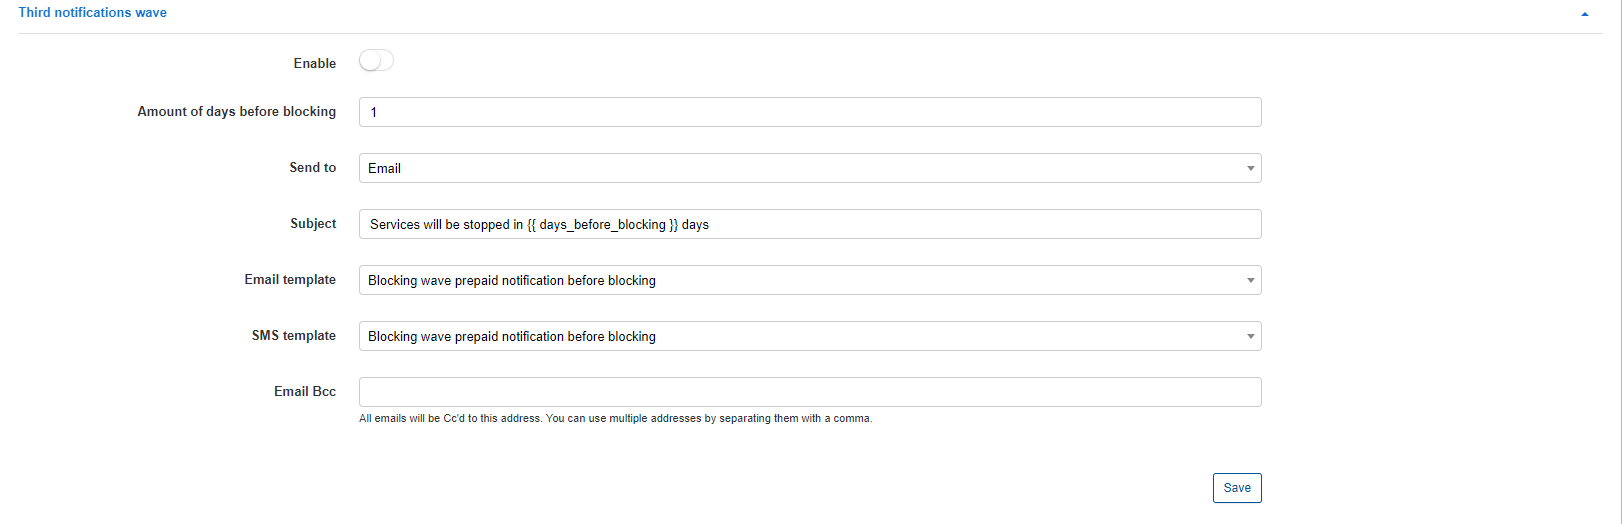 Third notifications wave
Enable
Amount of days before blocking 1
Send to Email
Subject Services will be stopped in {{ days_before_blocking }} days
Email template Blocking wave prepaid notification before blocking
SMS template Blocking wave prepaid notification before blocking
Email Bcc
All emails will be Cc'd to this address. You can use multiple addresses by separating them with a comma.
Save